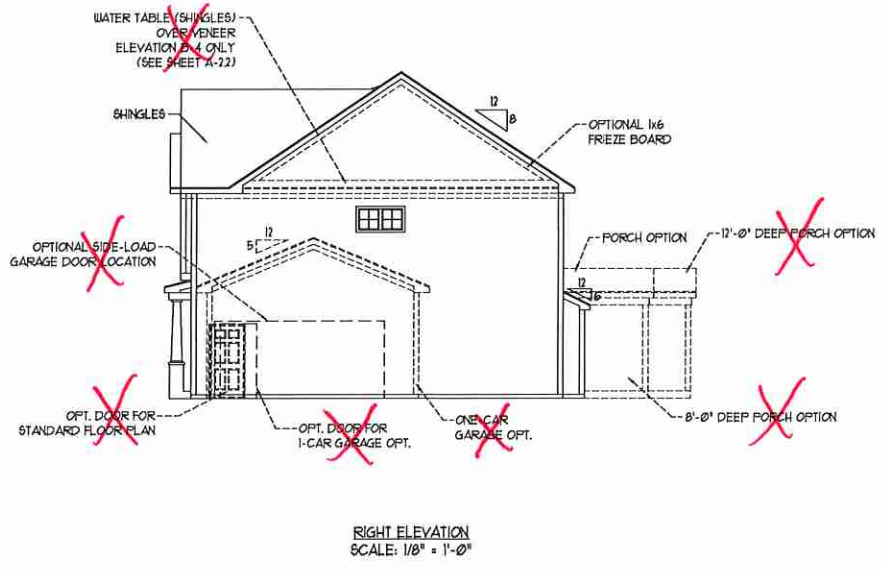 WATER TABLE (SHINGLES)
OVER VENEER
ELEVATION B-4 ONLY
(SEE SHEET A-2.2)
SHINGLES
12
8
OPTIONAL 1x6
FRIEZE BOARD
OPTIONAL SIDE-LOAD
GARAGE DOOR LOCATION
12
5
PORCH OPTION
12'-0" DEEP PORCH OPTION
12
6
OPT. DOOR FOR
STANDARD FLOOR PLAN
OPT. DOOR FOR
1-CAR GARAGE OPT.
ONE CAR
GARAGE OPT.
8'-0" DEEP PORCH OPTION
RIGHT ELEVATION
SCALE: 1/8" = 1'-0"